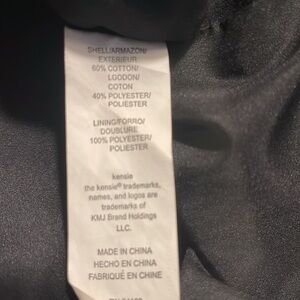 SHELL/ARMAZON/
EXTERIEUR
60% COTTON/
LGODON/
COTON
40% POLYESTER/
POLIESTER
LINING/FORRO/
DOUBLURE
100% POLYESTER/
POLIESTER
kensie
the kensie® trademarks,
names, and logos are
trademarks of
KMJ Brand Holdings
LLC.
MADE IN CHINA
HECHO EN CHINA
FABRIQUÉ EN CHINE